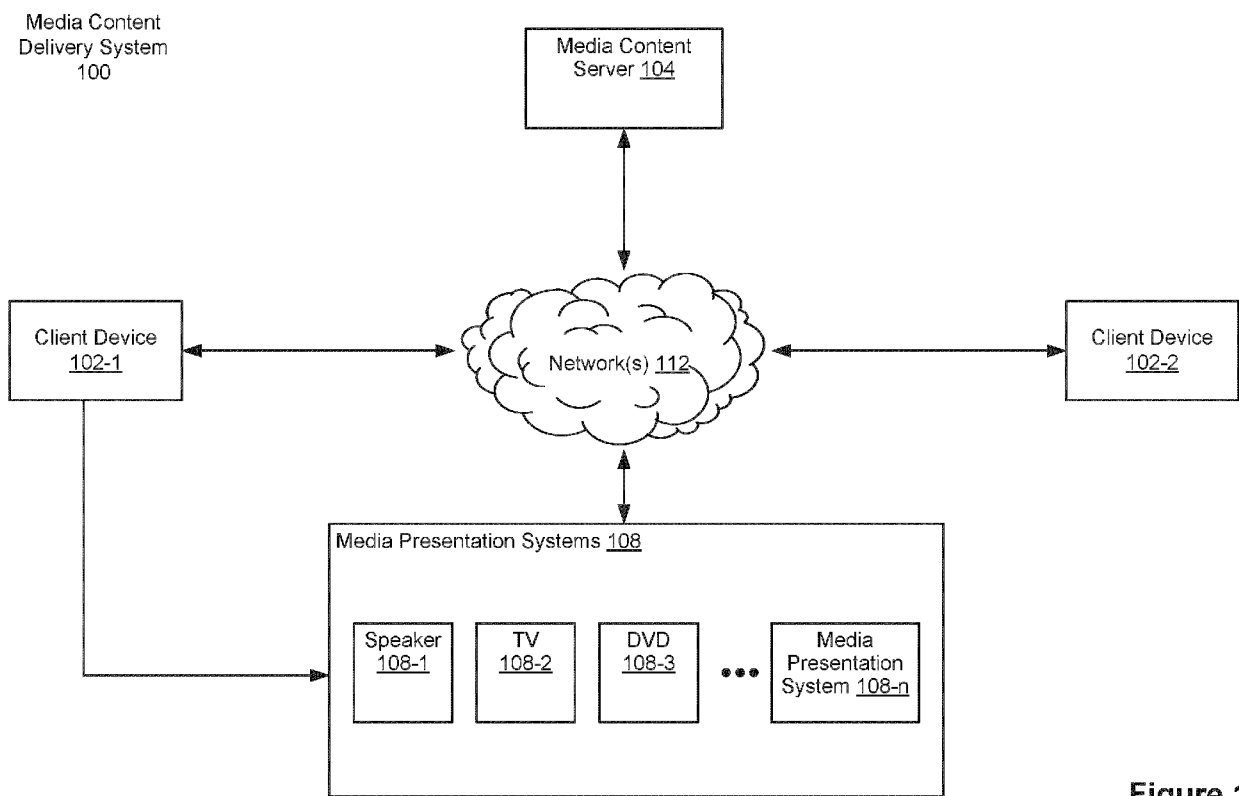 Media Content
Delivery System
100
Media Content
Server 104
Client Device
102-1
Network(s) 112
Client Device
102-2
Media Presentation Systems 108
Speaker
108-1
TV
108-2
DVD
108-3
Media
Presentation
System 108-n
Figure